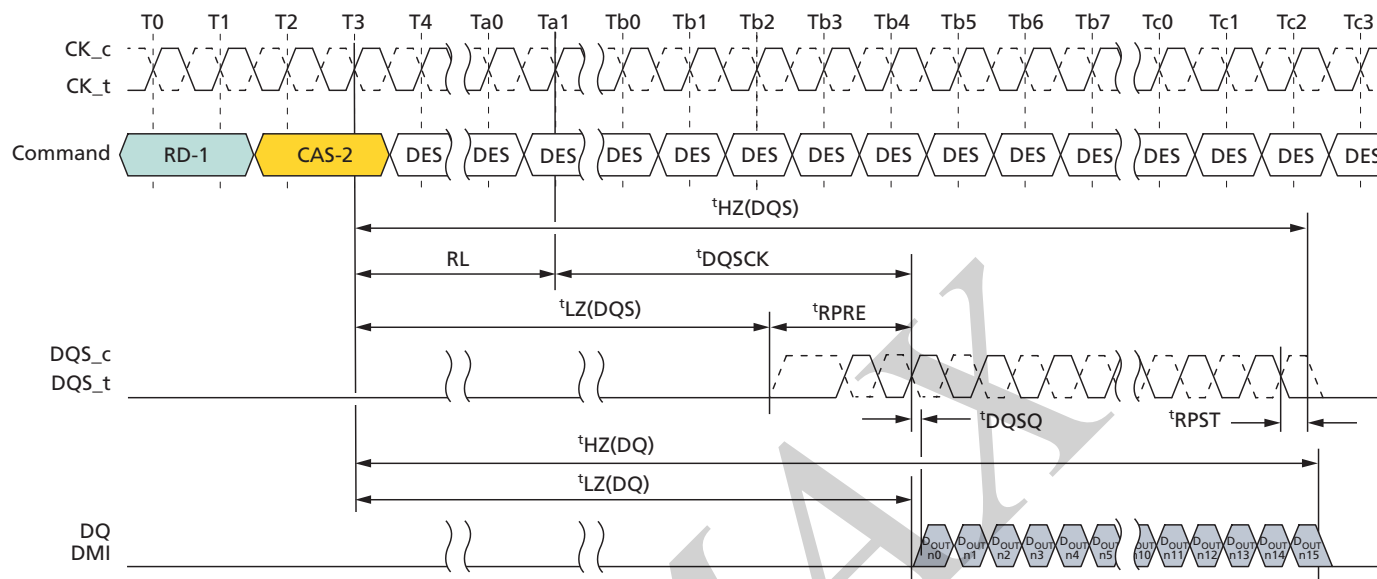 T0 T1 T2 T3 T4 Ta0 Ta1 Tb0 Tb1 Tb2 Tb3 Tb4 Tb5 Tb6 Tb7 Tc0 Tc1 Tc2 Tc3
CK_c
CK_t
Command RD-1 CAS-2 DES DES DES DES DES DES DES DES DES DES DES DES DES DES DES
tHZ(DQS)
RL tDQSCK
tLZ(DQS) tRPRE
DQS_c
DQS_t
tDQSQ tRPST
tHZ(DQ)
tLZ(DQ)
DQ
DMI
DOUT DOUT DOUT DOUT DOUT DOUT DOUT DOUT DOUT DOUT DOUT DOUT
n0 n1 n2 n3 n4 n5 n10 n11 n12 n13 n14 n15